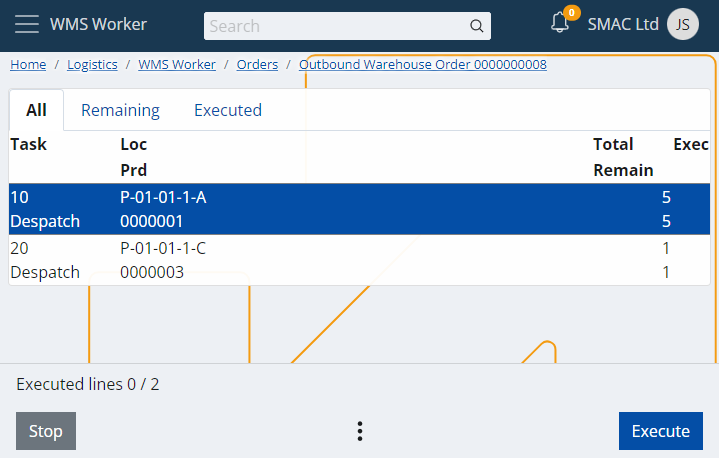 WMS Worker Search 0 SMAC Ltd JS
Home / Logistics / WMS Worker / Orders / Outbound Warehouse Order 0000000008
All Remaining Executed
Task Loc Total Exec
Prd Remain
10 P-01-01-1-A 5
Despatch 0000001 5
20 P-01-01-1-C 1
Despatch 0000003 1
Executed lines 0 / 2
Stop Execute